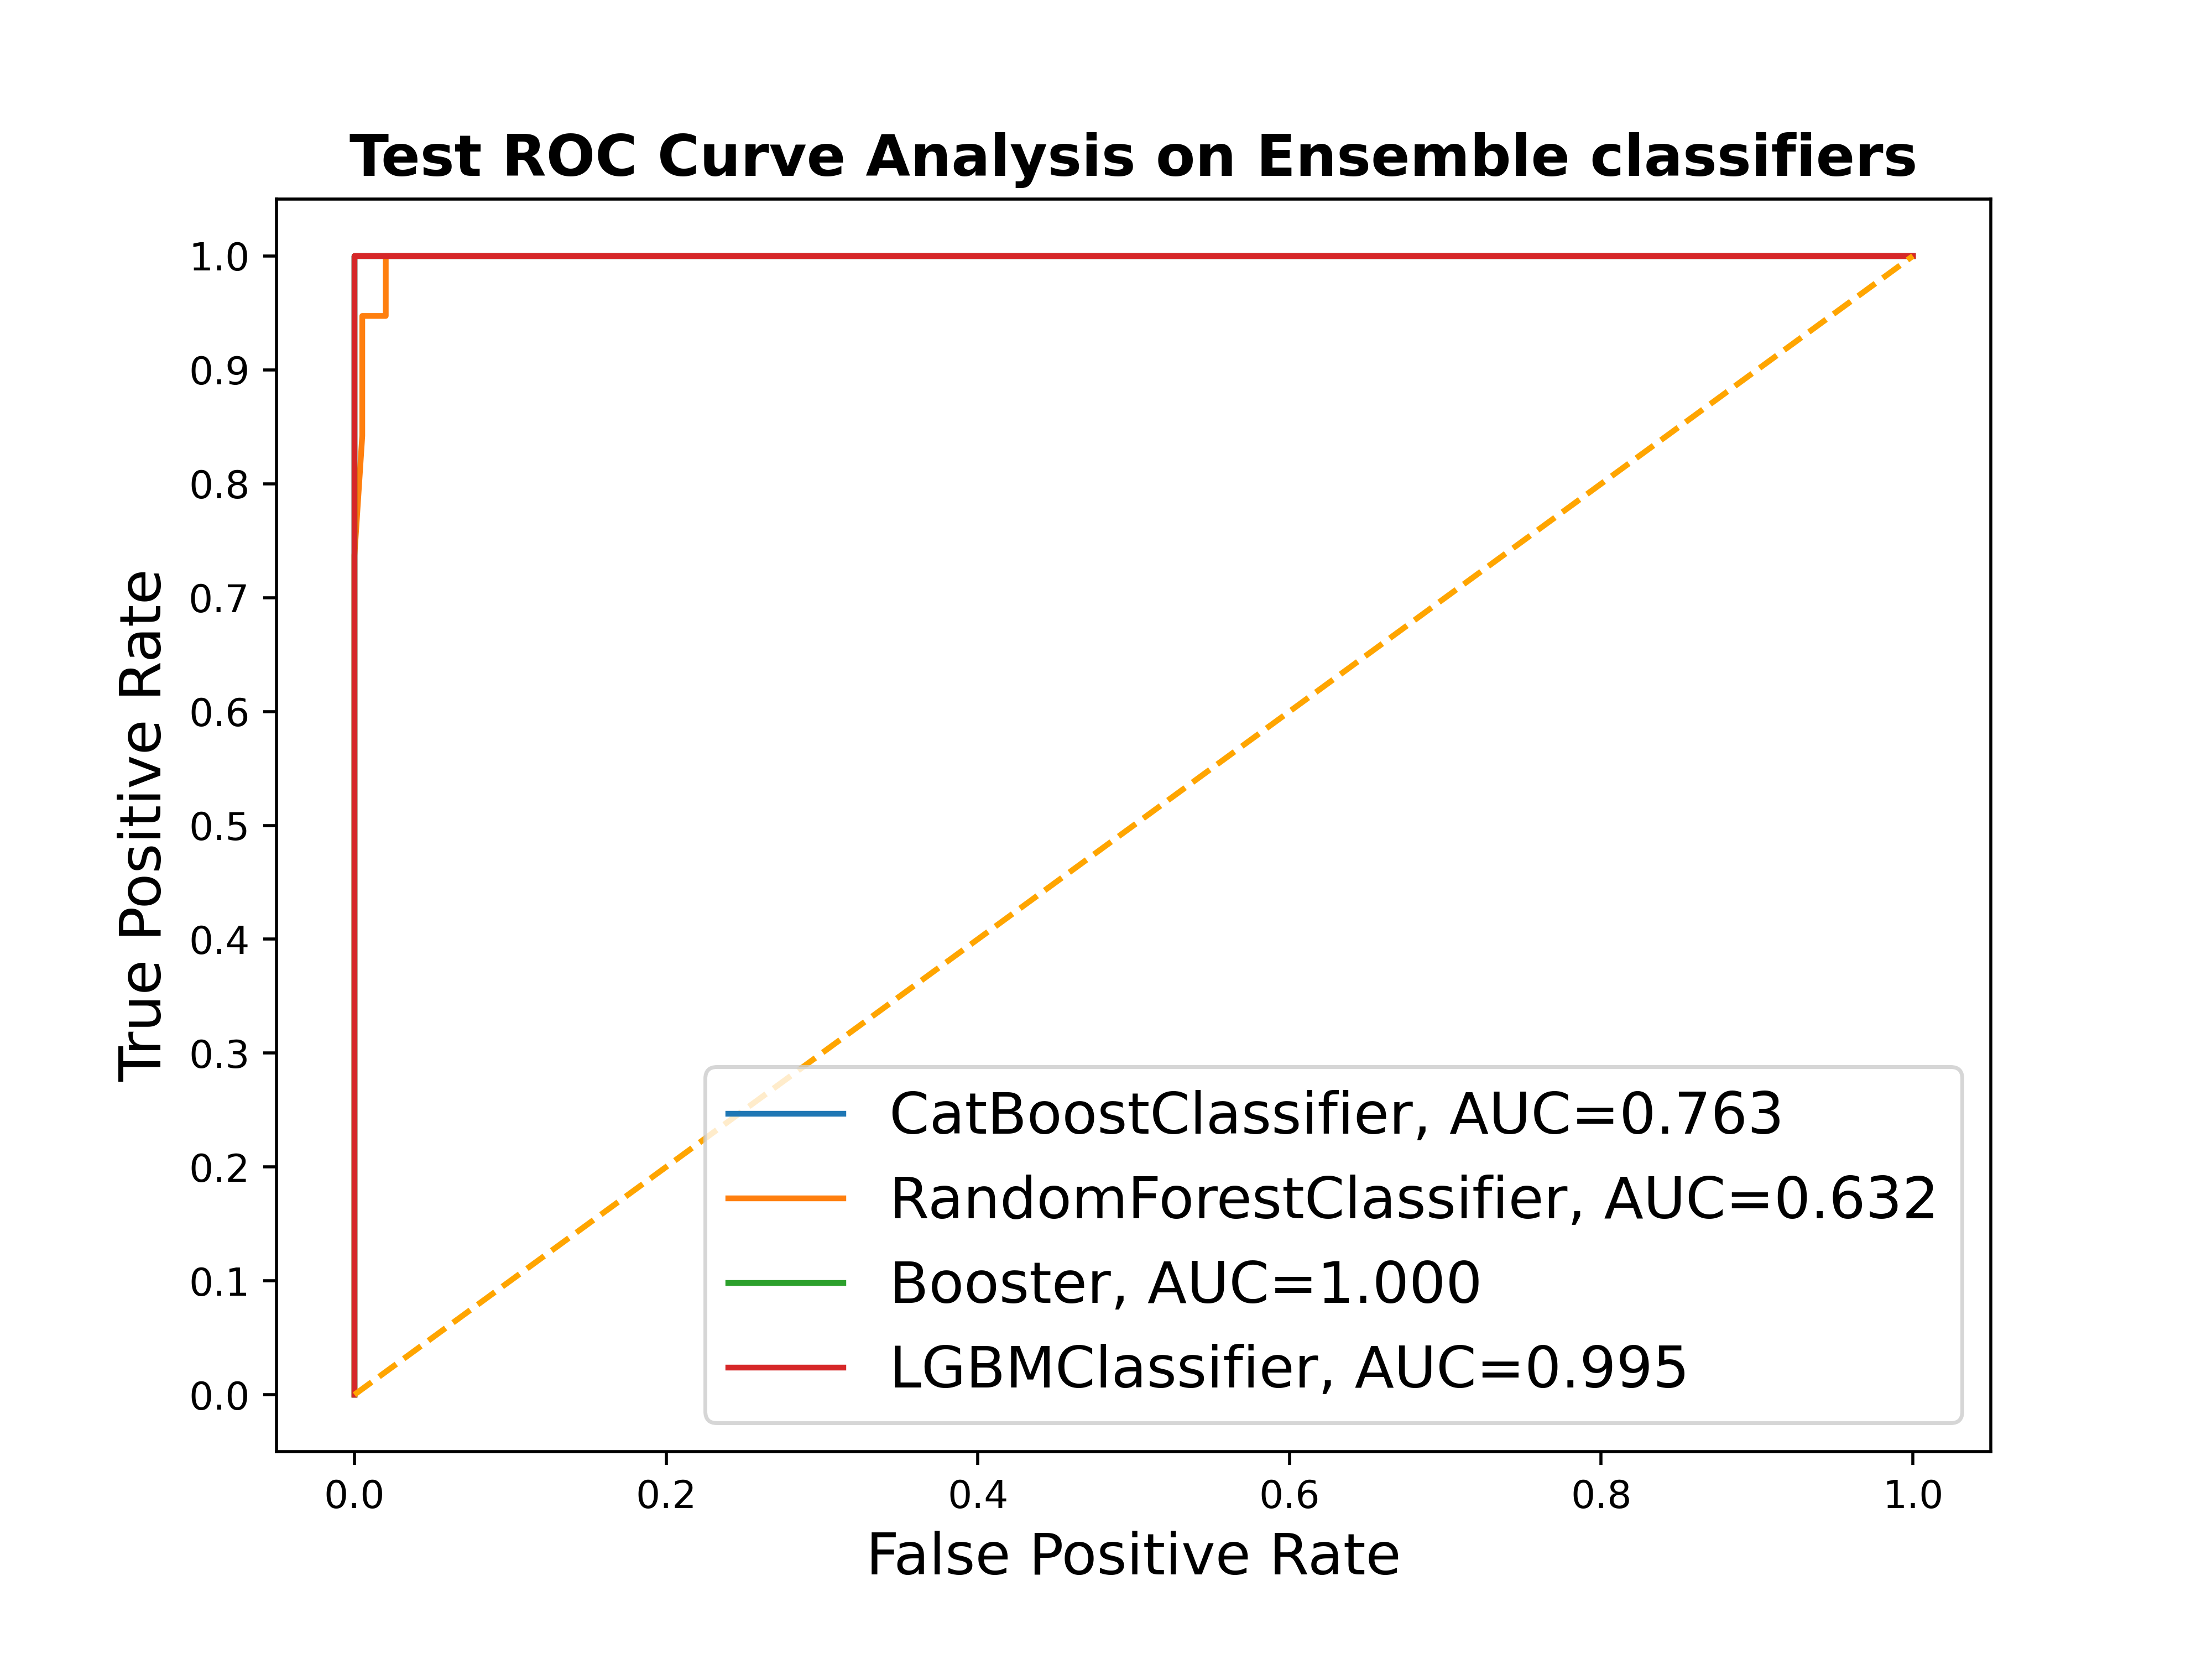 Test ROC Curve Analysis on Ensemble classifiers
1.0
0.9
0.8
0.7
0.6
0.5
0.4
0.3
0.2
0.1
0.0
True Positive Rate
CatBoostClassifier, AUC=0.763
RandomForestClassifier, AUC=0.632
Booster, AUC=1.000
LGBMClassifier, AUC=0.995
0.0 0.2 0.4 0.6 0.8 1.0
False Positive Rate